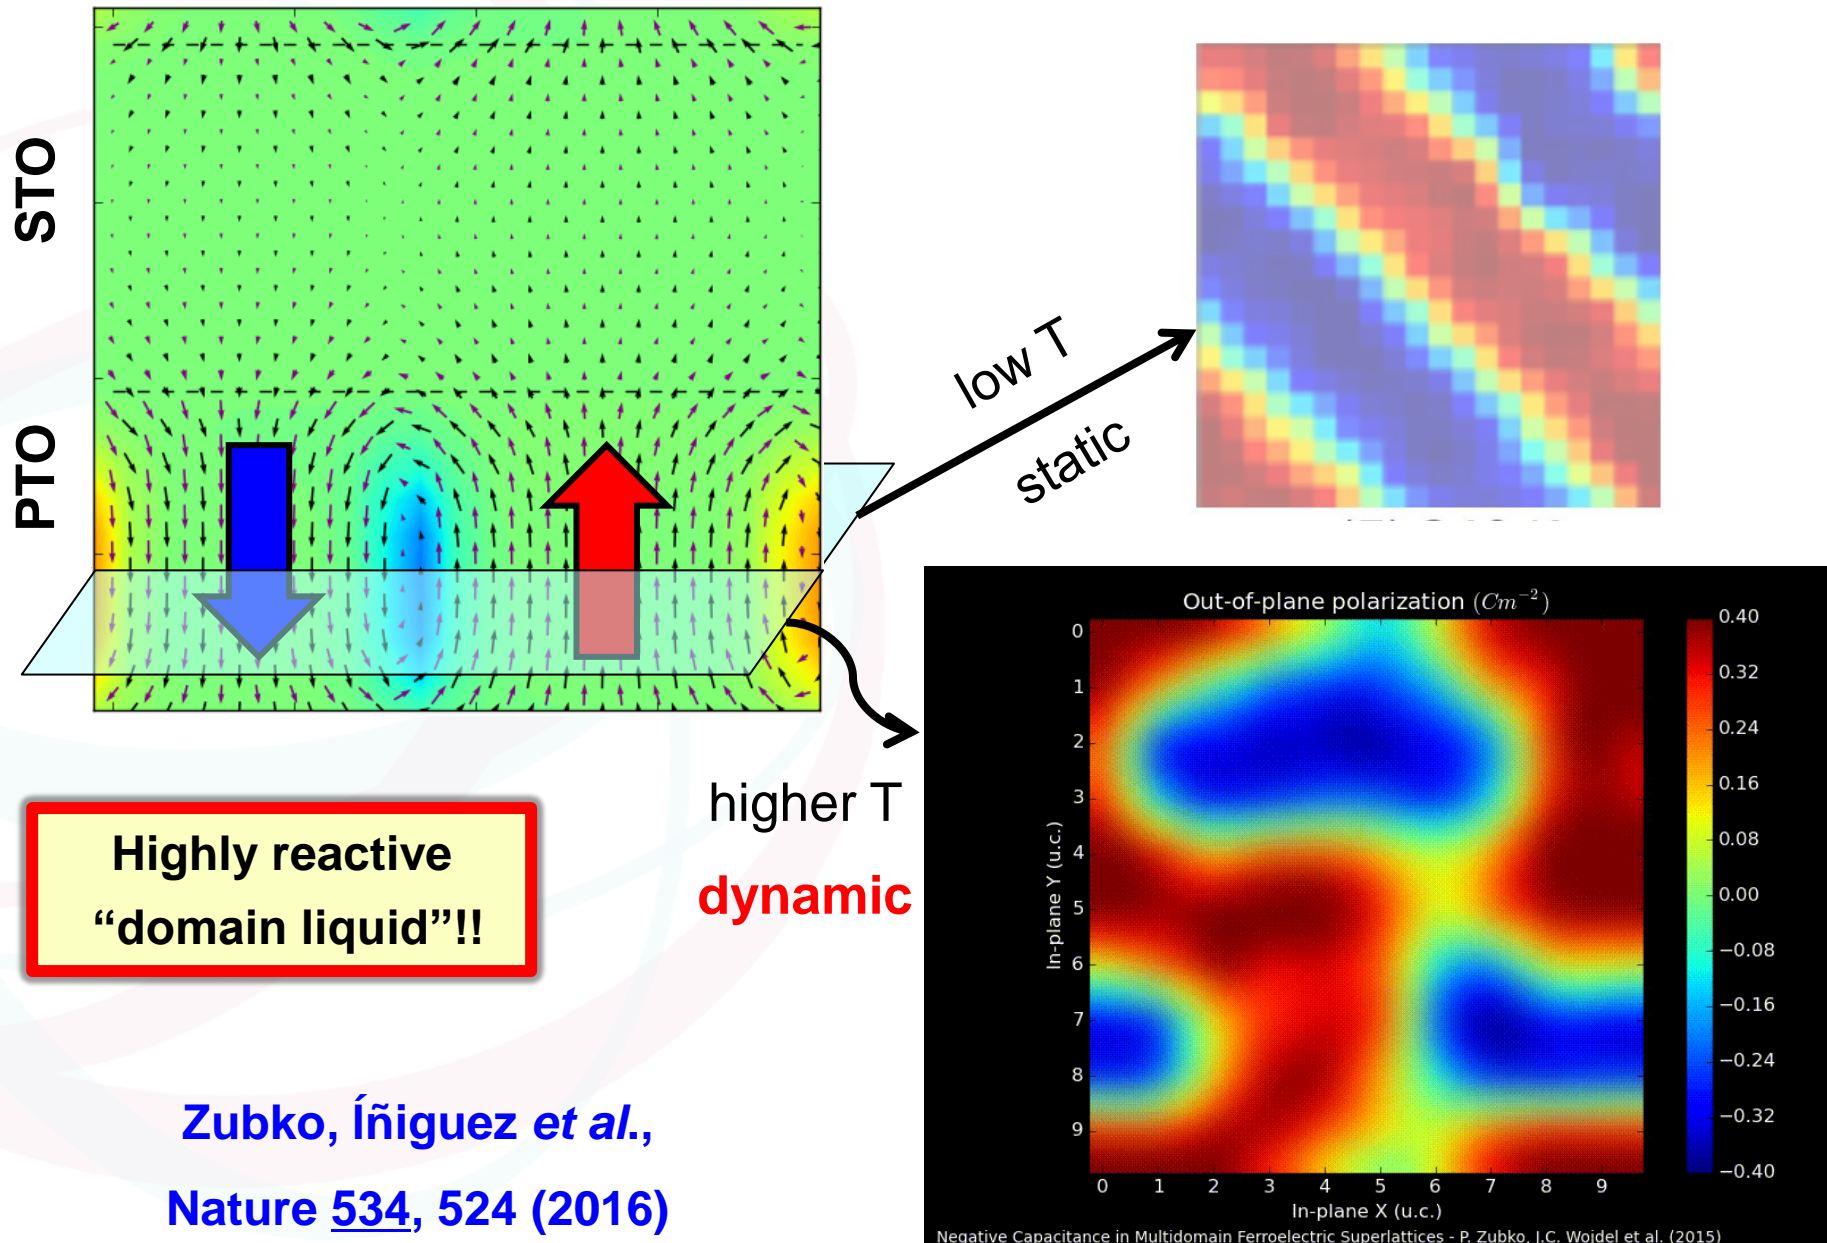 STO
PTO
low T
static
higher T
dynamic
Highly reactive
“domain liquid”!!
Zubko, Íñiguez et al.,
Nature 534, 524 (2016)
Out-of-plane polarization (Cm⁻²)
0.40
0.32
0.24
0.16
0.08
0.00
−0.08
−0.16
−0.24
−0.32
−0.40
In-plane Y (u.c.)
0
1
2
3
4
5
6
7
8
9
0 1 2 3 4 5 6 7 8 9
In-plane X (u.c.)
Negative Capacitance in Multidomain Ferroelectric Superlattices - P. Zubko, J.C. Wojdel et al. (2015)